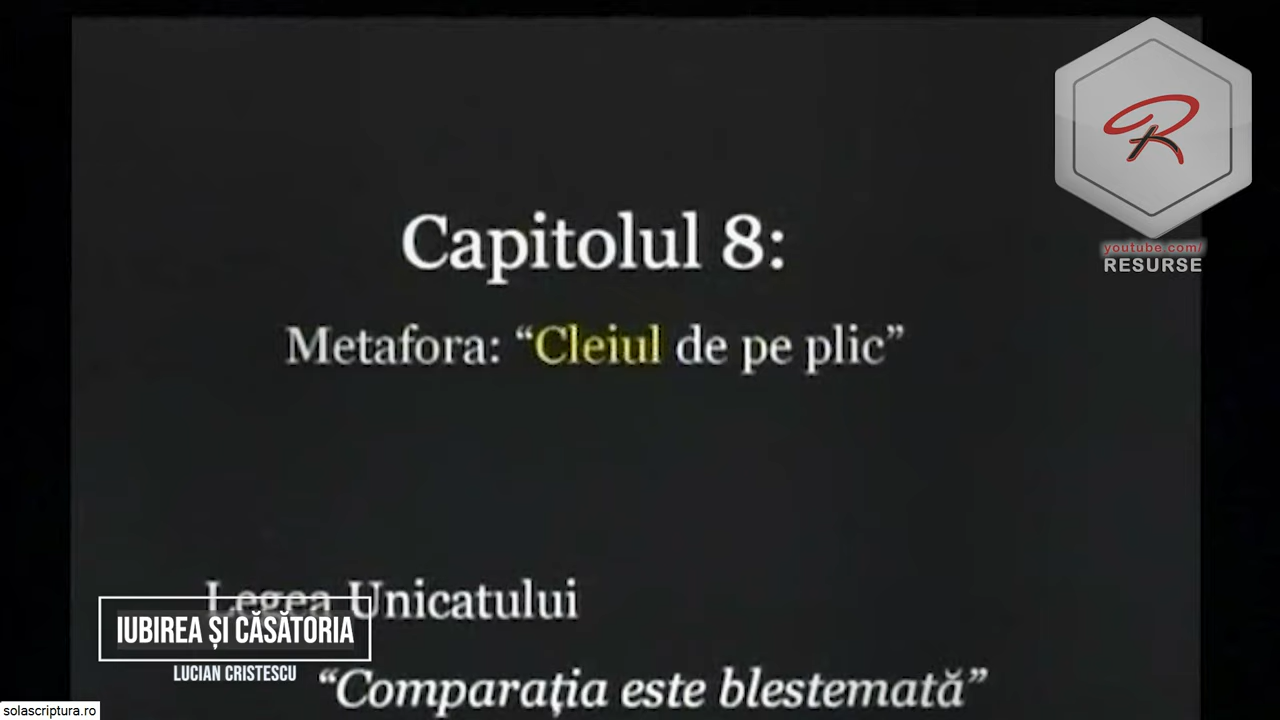 Capitolul 8:
Metafora: “Cleiul de pe plic”
Legea Unicatului
“Comparația este blestemată”
IUBIREA ȘI CĂSĂTORIA
LUCIAN CRISTESCU
solascriptura.ro
R
youtube.com/
RESURSE